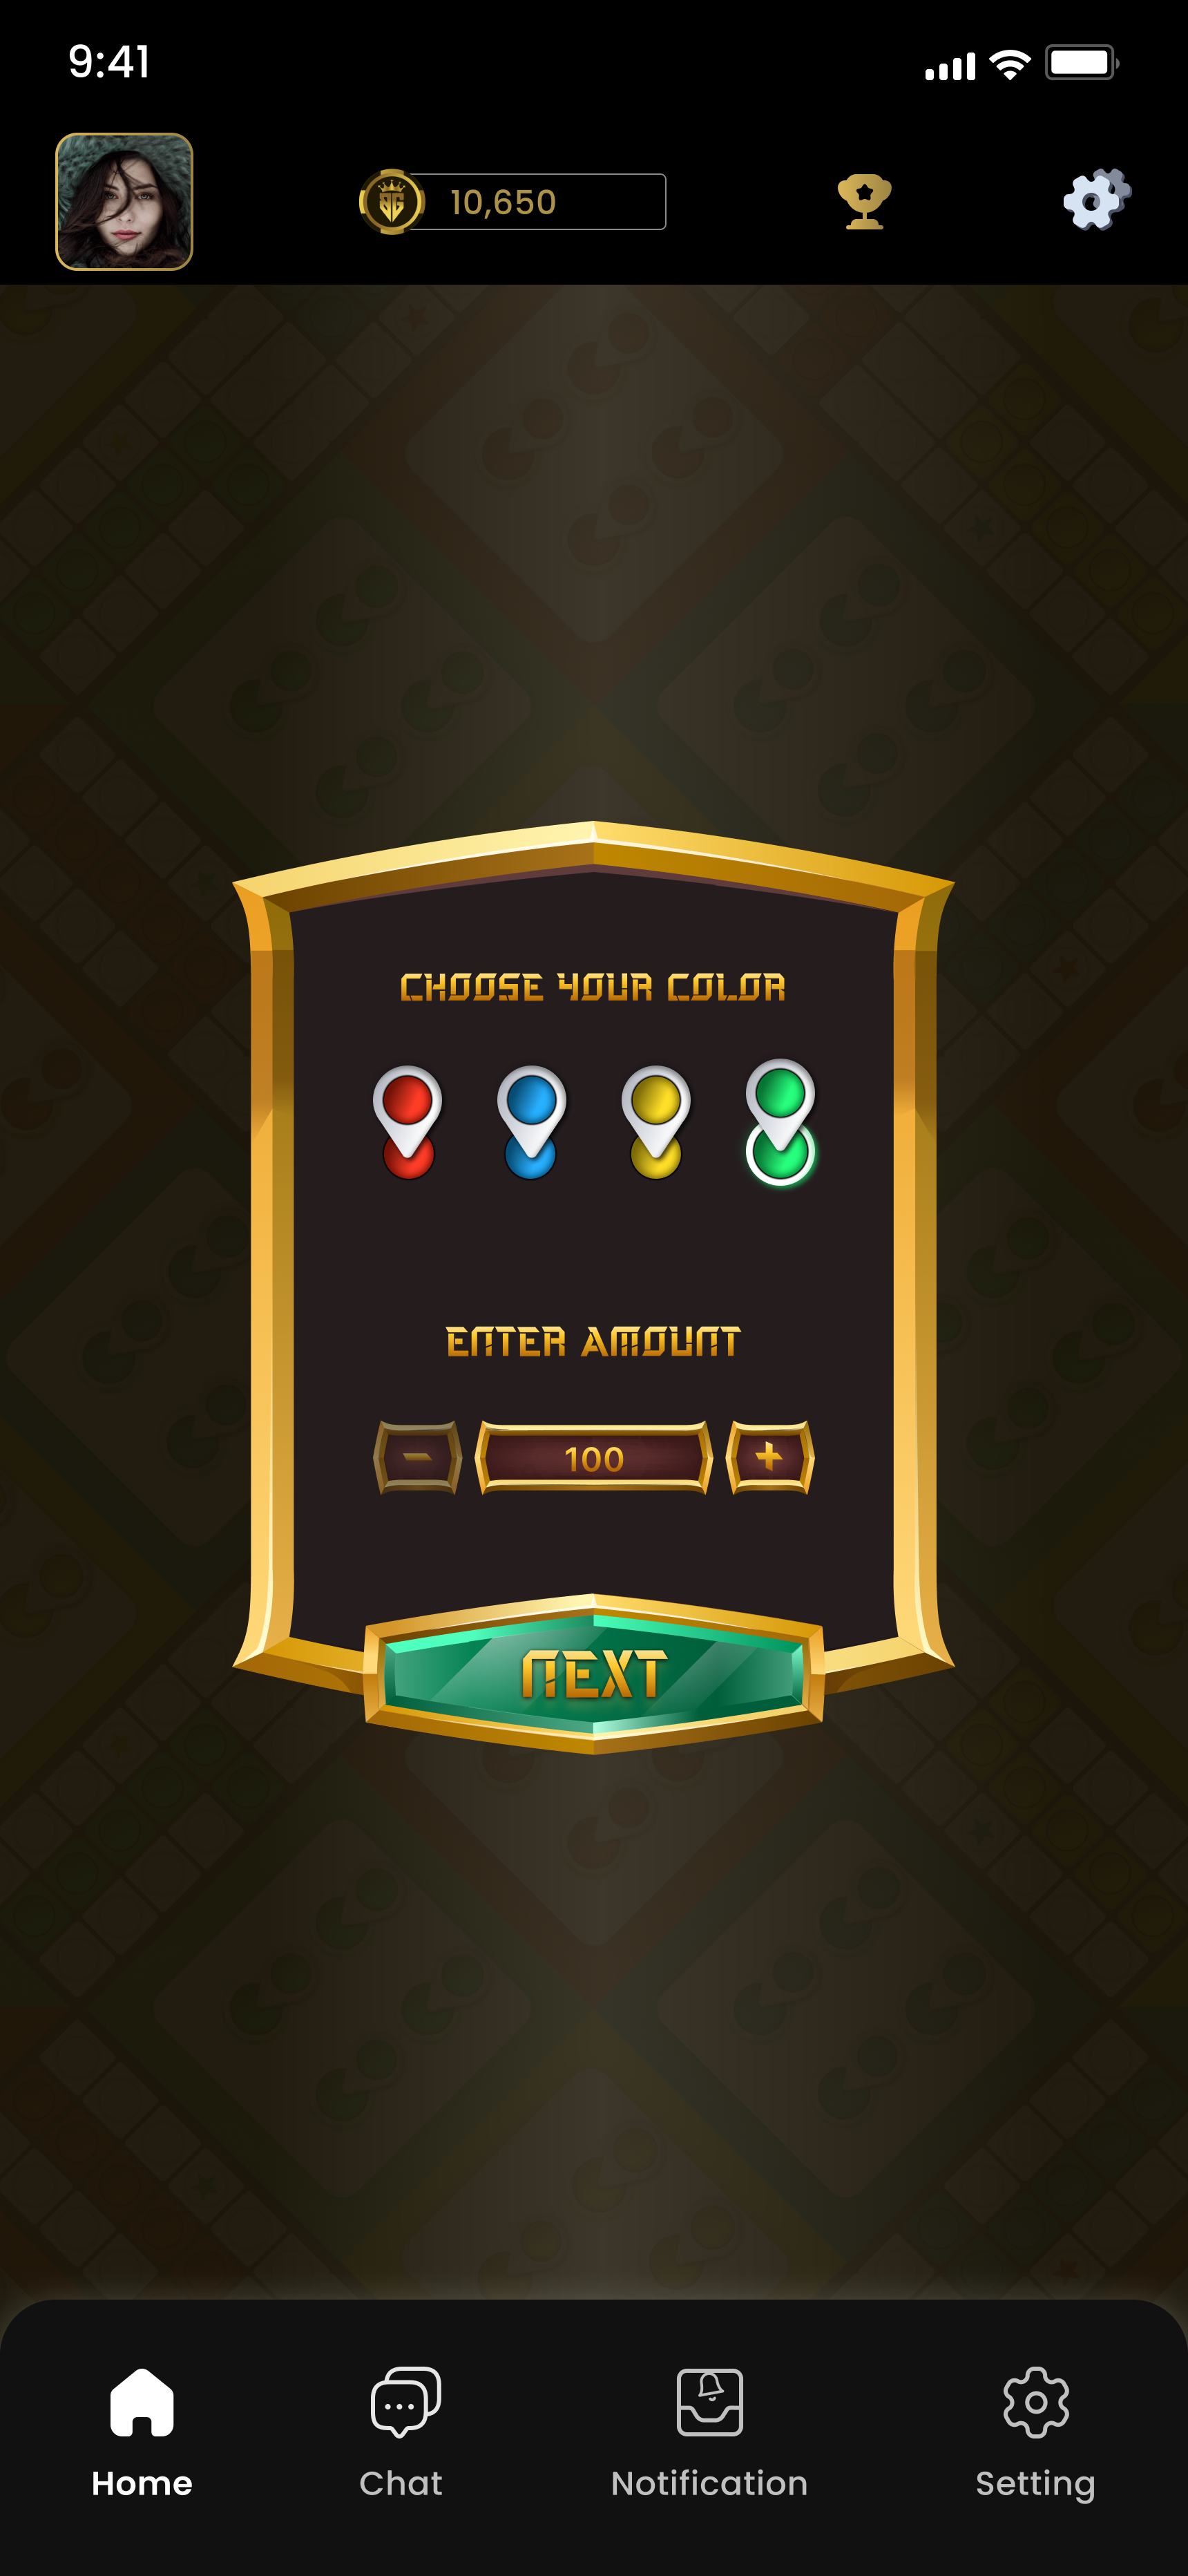 9:41
10,650
CHOOSE YOUR COLOR
ENTER AMOUNT
- 100 +
NEXT
Home Chat Notification Setting